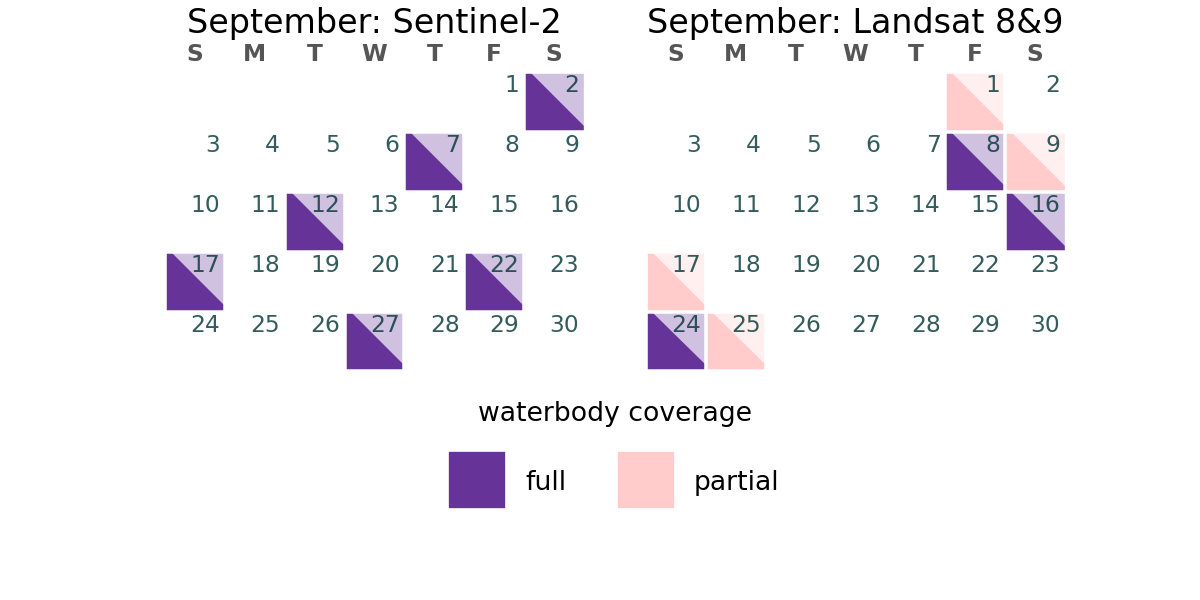 September: Sentinel-2
S M T W T F S
1 2
3 4 5 6 7 8 9
10 11 12 13 14 15 16
17 18 19 20 21 22 23
24 25 26 27 28 29 30
September: Landsat 8&9
S M T W T F S
1 2
3 4 5 6 7 8 9
10 11 12 13 14 15 16
17 18 19 20 21 22 23
24 25 26 27 28 29 30
waterbody coverage
full
partial